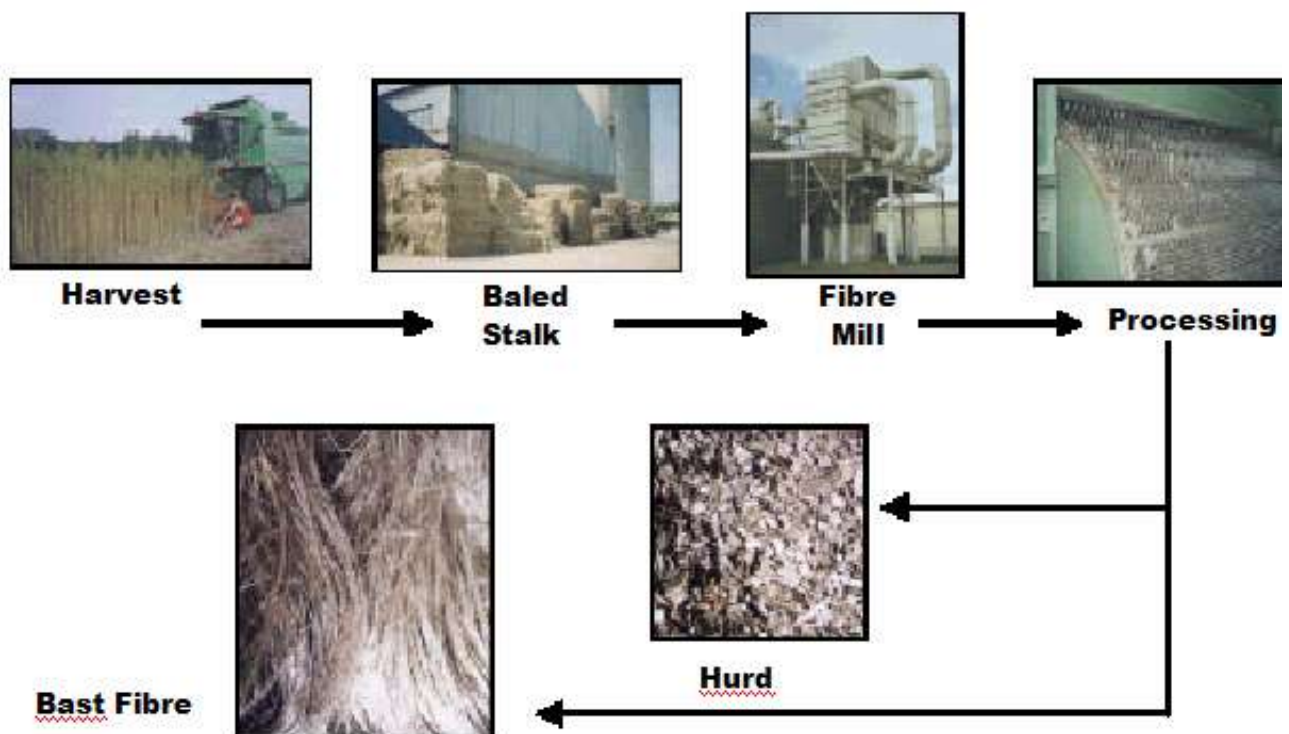 Harvest
Baled
Stalk
Fibre
Mill
Processing
Hurd
Bast Fibre